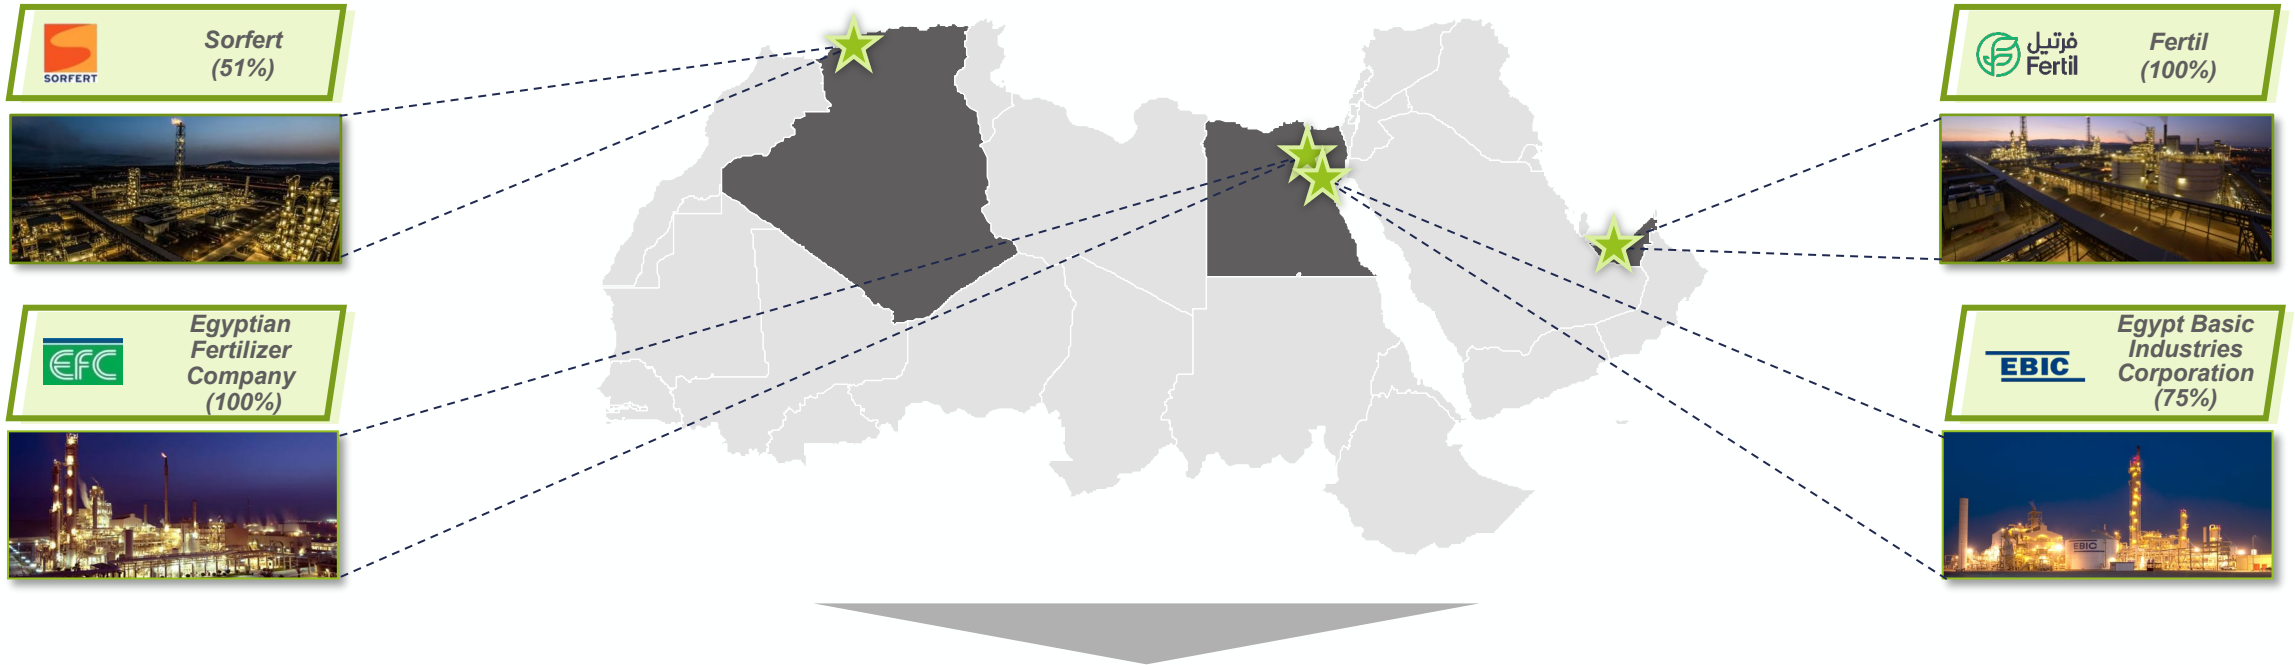 SORFERT
Sorfert
(51%)
فرتيل
Fertil
Fertil
(100%)
EFC
Egyptian
Fertilizer
Company
(100%)
EBIC
Egypt Basic
Industries
Corporation
(75%)
EBIC